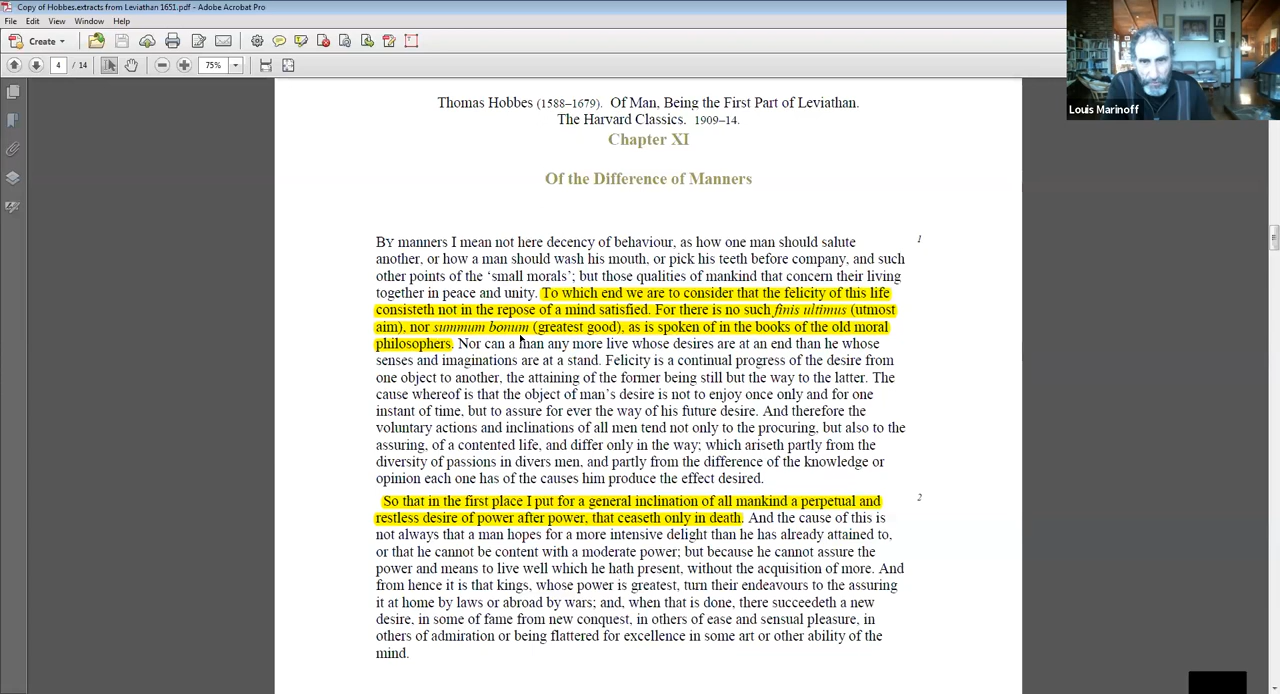 Copy of Hobbes.extracts from Leviathan 1651.pdf - Adobe Acrobat Pro
File Edit View Window Help
Create
4 / 14 75%
Louis Marinoff
Thomas Hobbes (1588–1679). Of Man, Being the First Part of Leviathan.
The Harvard Classics. 1909–14.
Chapter XI
Of the Difference of Manners
BY manners I mean not here decency of behaviour, as how one man should salute 1
another, or how a man should wash his mouth, or pick his teeth before company, and such
other points of the ‘small morals’; but those qualities of mankind that concern their living
together in peace and unity. To which end we are to consider that the felicity of this life
consisteth not in the repose of a mind satisfied. For there is no such finis ultimus (utmost
aim), nor summum bonum (greatest good), as is spoken of in the books of the old moral
philosophers. Nor can a man any more live whose desires are at an end than he whose
senses and imaginations are at a stand. Felicity is a continual progress of the desire from
one object to another, the attaining of the former being still but the way to the latter. The
cause whereof is that the object of man’s desire is not to enjoy once only and for one
instant of time, but to assure for ever the way of his future desire. And therefore the
voluntary actions and inclinations of all men tend not only to the procuring, but also to the
assuring, of a contented life, and differ only in the way; which ariseth partly from the
diversity of passions in divers men, and partly from the difference of the knowledge or
opinion each one has of the causes him produce the effect desired.
So that in the first place I put for a general inclination of all mankind a perpetual and 2
restless desire of power after power, that ceaseth only in death. And the cause of this is
not always that a man hopes for a more intensive delight than he has already attained to,
or that he cannot be content with a moderate power; but because he cannot assure the
power and means to live well which he hath present, without the acquisition of more. And
from hence it is that kings, whose power is greatest, turn their endeavours to the assuring
it at home by laws or abroad by wars; and, when that is done, there succeedeth a new
desire, in some of fame from new conquest, in others of ease and sensual pleasure, in
others of admiration or being flattered for excellence in some art or other ability of the
mind.